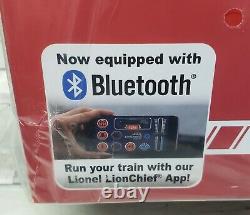 Now equipped with
Bluetooth®
Run your train with our
Lionel LionChief® App!